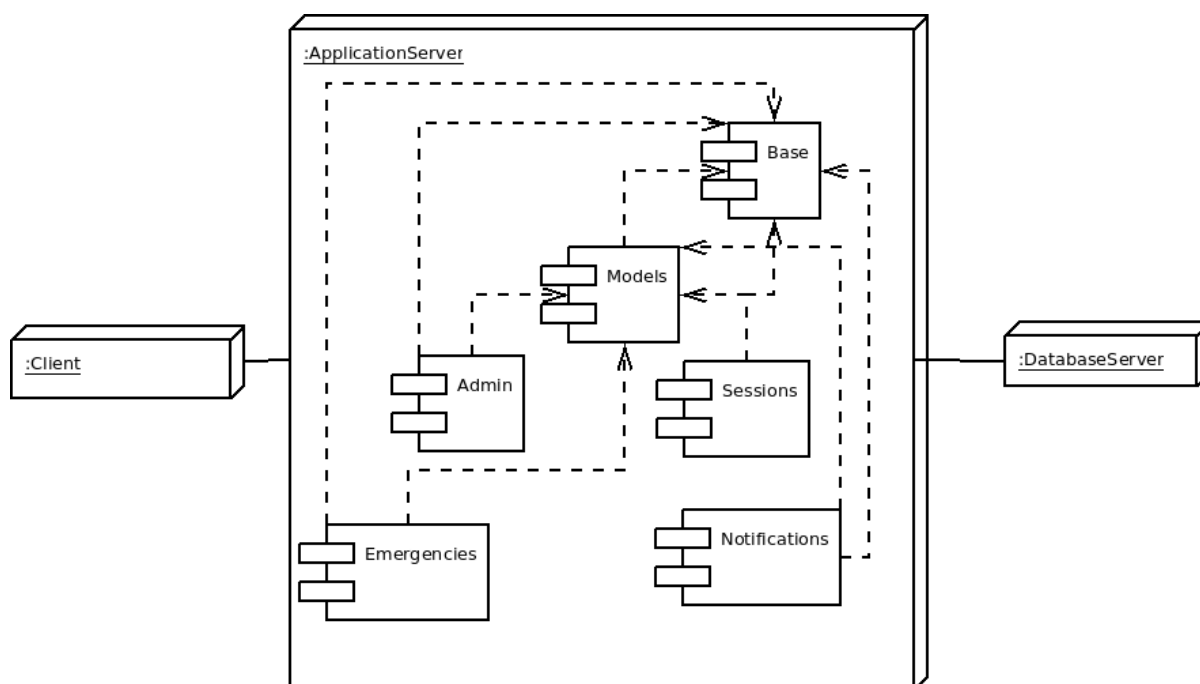 :ApplicationServer
Base
Models
:Client
:DatabaseServer
Admin
Sessions
Emergencies
Notifications